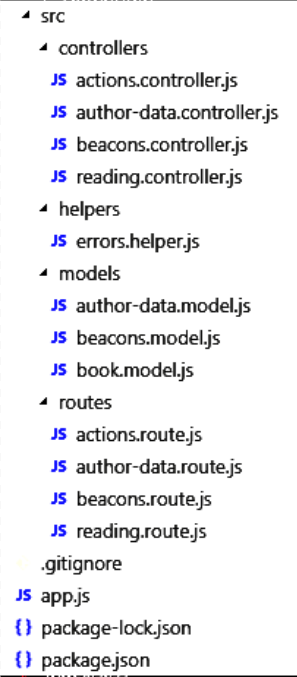 src
controllers
JS actions.controller.js
JS author-data.controller.js
JS beacons.controller.js
JS reading.controller.js
helpers
JS errors.helper.js
models
JS author-data.model.js
JS beacons.model.js
JS book.model.js
routes
JS actions.route.js
JS author-data.route.js
JS beacons.route.js
JS reading.route.js
.gitignore
JS app.js
{} package-lock.json
{} package.json